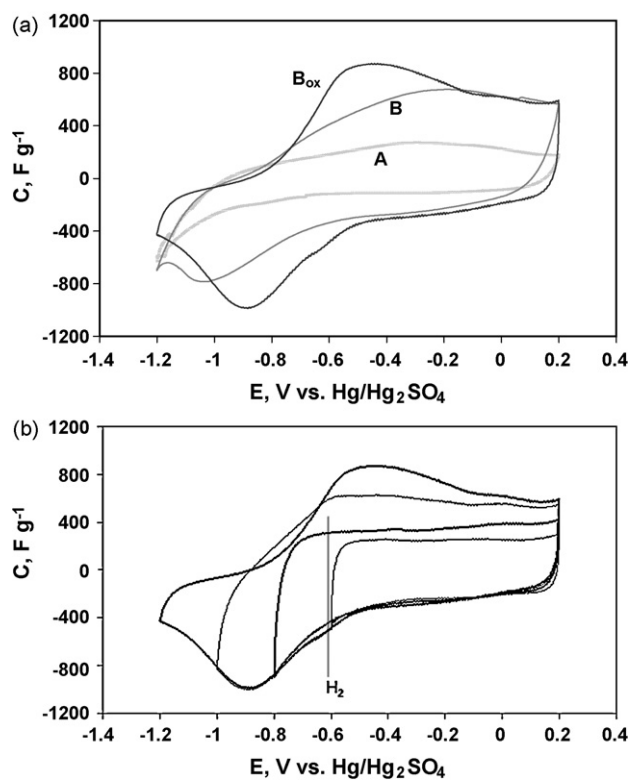 (a)
1200
800
400
0
-400
-800
-1200
C, F g⁻¹
Bₒₓ
B
A
-1.4 -1.2 -1 -0.8 -0.6 -0.4 -0.2 0 0.2 0.4
E, V vs. Hg/Hg₂SO₄
(b)
1200
800
400
0
-400
-800
-1200
C, F g⁻¹
H₂
-1.4 -1.2 -1 -0.8 -0.6 -0.4 -0.2 0 0.2 0.4
E, V vs. Hg/Hg₂SO₄